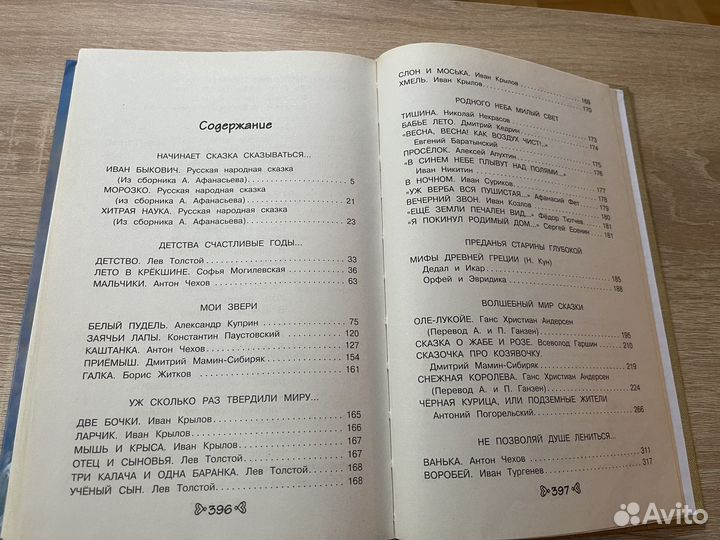 Содержание
НАЧИНАЕТ СКАЗКА СКАЗЫВАТЬСЯ...
ИВАН БЫКОВИЧ. Русская народная сказка
(Из сборника А. Афанасьева) 5
МОРОЗКО. Русская народная сказка
(Из сборника А. Афанасьева) 21
ХИТРАЯ НАУКА. Русская народная сказка
(Из сборника А. Афанасьева) 23
ДЕТСТВА СЧАСТЛИВЫЕ ГОДЫ...
ДЕТСТВО. Лев Толстой 33
ЛЕТО В КРЁКШИНЕ. Софья Могилевская 36
МАЛЬЧИКИ. Антон Чехов 63
МОИ ЗВЕРИ
БЕЛЫЙ ПУДЕЛЬ. Александр Куприн 75
ЗАЯЧЬИ ЛАПЫ. Константин Паустовский 120
КАШТАНКА. Антон Чехов 127
ПРИЁМЫШ. Дмитрий Мамин-Сибиряк 154
ГАЛКА. Борис Житков 161
УЖ СКОЛЬКО РАЗ ТВЕРДИЛИ МИРУ...
ДВЕ БОЧКИ. Иван Крылов 165
ЛАРЧИК. Иван Крылов 166
МЫШЬ И КРЫСА. Иван Крылов 167
ОТЕЦ И СЫНОВЬЯ. Лев Толстой 167
ТРИ КАЛАЧА И ОДНА БАРАНКА. Лев Толстой 168
УЧЁНЫЙ СЫН. Лев Толстой 168
396
СЛОН И МОСЬКА. Иван Крылов 169
ХМЕЛЬ. Иван Крылов 170
РОДНОГО НЕБА МИЛЫЙ СВЕТ
ТИШИНА. Николай Некрасов 173
БАБЬЕ ЛЕТО. Дмитрий Кедрин 174
«ВЕСНА, ВЕСНА! КАК ВОЗДУХ ЧИСТ!..»
Евгений Баратынский 175
ПРОСЁЛОК. Алексей Апухтин 176
«В СИНЕМ НЕБЕ ПЛЫВУТ НАД ПОЛЯМИ...»
Иван Никитин 177
В НОЧНОМ. Иван Суриков 178
«УЖ ВЕРБА ВСЯ ПУШИСТАЯ...» Афанасий Фет 179
ВЕЧЕРНИЙ ЗВОН. Иван Козлов 180
«ЕЩЁ ЗЕМЛИ ПЕЧАЛЕН ВИД...» Фёдор Тютчев 181
«Я ПОКИНУЛ РОДИМЫЙ ДОМ...» Сергей Есенин 181
ПРЕДАНЬЯ СТАРИНЫ ГЛУБОКОЙ
МИФЫ ДРЕВНЕЙ ГРЕЦИИ (Н. Кун)
Дедал и Икар 185
Орфей и Эвридика 188
ВОЛШЕБНЫЙ МИР СКАЗКИ
ОЛЕ-ЛУКОЙЕ. Ганс Христиан Андерсен
(Перевод А. и П. Ганзен) 195
СКАЗКА О ЖАБЕ И РОЗЕ. Всеволод Гаршин 210
СКАЗОЧКА ПРО КОЗЯВОЧКУ.
Дмитрий Мамин-Сибиряк 219
СНЕЖНАЯ КОРОЛЕВА. Ганс Христиан Андерсен
(Перевод А. и П. Ганзен) 224
ЧЁРНАЯ КУРИЦА, ИЛИ ПОДЗЕМНЫЕ ЖИТЕЛИ
Антоний Погорельский 266
НЕ ПОЗВОЛЯЙ ДУШЕ ЛЕНИТЬСЯ...
ВАНЬКА. Антон Чехов 311
ВОРОБЕЙ. Иван Тургенев 317
397
Avito